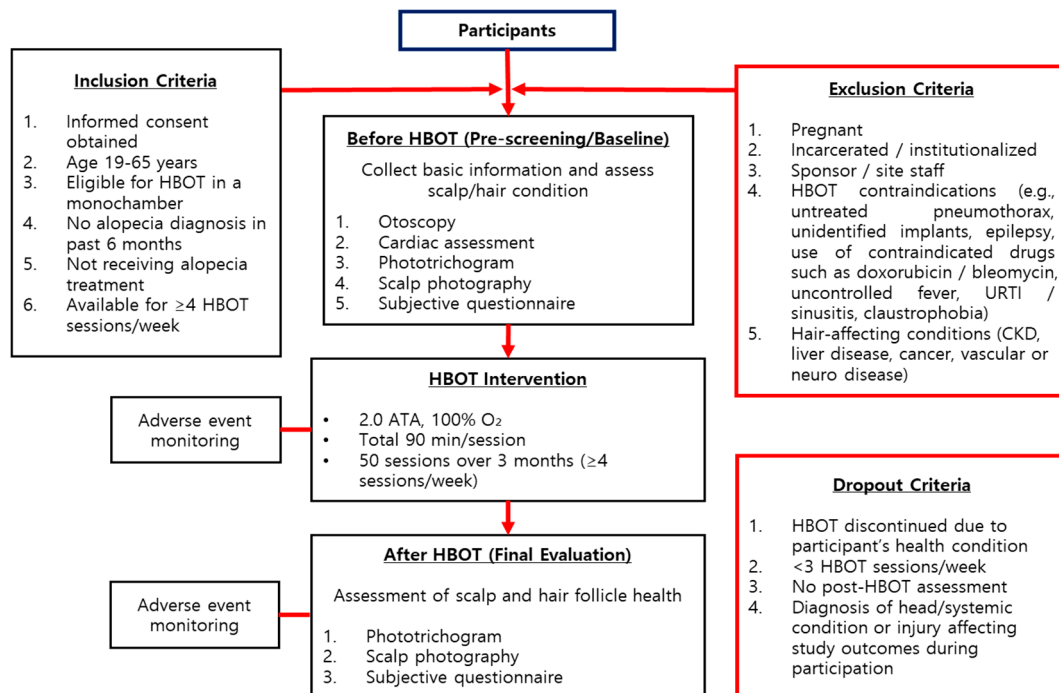 Participants
Inclusion Criteria
1. Informed consent
obtained
2. Age 19-65 years
3. Eligible for HBOT in a
monochamber
4. No alopecia diagnosis in
past 6 months
5. Not receiving alopecia
treatment
6. Available for ≥4 HBOT
sessions/week
Before HBOT (Pre-screening/Baseline)
Collect basic information and assess
scalp/hair condition
1. Otoscopy
2. Cardiac assessment
3. Phototrichogram
4. Scalp photography
5. Subjective questionnaire
Exclusion Criteria
1. Pregnant
2. Incarcerated / institutionalized
3. Sponsor / site staff
4. HBOT contraindications (e.g.,
untreated pneumothorax,
unidentified implants, epilepsy,
use of contraindicated drugs
such as doxorubicin / bleomycin,
uncontrolled fever, URTI /
sinusitis, claustrophobia)
5. Hair-affecting conditions (CKD,
liver disease, cancer, vascular or
neuro disease)
HBOT Intervention
• 2.0 ATA, 100% O₂
• Total 90 min/session
• 50 sessions over 3 months (≥4
sessions/week)
Adverse event
monitoring
After HBOT (Final Evaluation)
Assessment of scalp and hair follicle health
1. Phototrichogram
2. Scalp photography
3. Subjective questionnaire
Adverse event
monitoring
Dropout Criteria
1. HBOT discontinued due to
participant's health condition
2. <3 HBOT sessions/week
3. No post-HBOT assessment
4. Diagnosis of head/systemic
condition or injury affecting
study outcomes during
participation